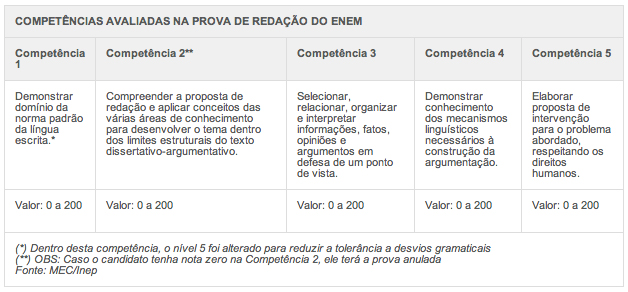 COMPETÊNCIAS AVALIADAS NA PROVA DE REDAÇÃO DO ENEM
Competência
1
Competência 2**
Competência 3
Competência 4
Competência 5
Demonstrar
domínio da
norma padrão
da língua
escrita.*
Compreender a proposta de
redação e aplicar conceitos das
várias áreas de conhecimento
para desenvolver o tema dentro
dos limites estruturais do texto
dissertativo-argumentativo.
Selecionar,
relacionar, organizar
e interpretar
informações, fatos,
opiniões e
argumentos em
defesa de um ponto
de vista.
Demonstrar
conhecimento dos
mecanismos
linguísticos
necessários à
construção da
argumentação.
Elaborar
proposta de
intervenção
para o problema
abordado,
respeitando os
direitos
humanos.
Valor: 0 a 200
Valor: 0 a 200
Valor: 0 a 200
Valor: 0 a 200
Valor: 0 a 200
(*) Dentro desta competência, o nível 5 foi alterado para reduzir a tolerância a desvios gramaticais
(**) OBS: Caso o candidato tenha nota zero na Competência 2, ele terá a prova anulada
Fonte: MEC/Inep